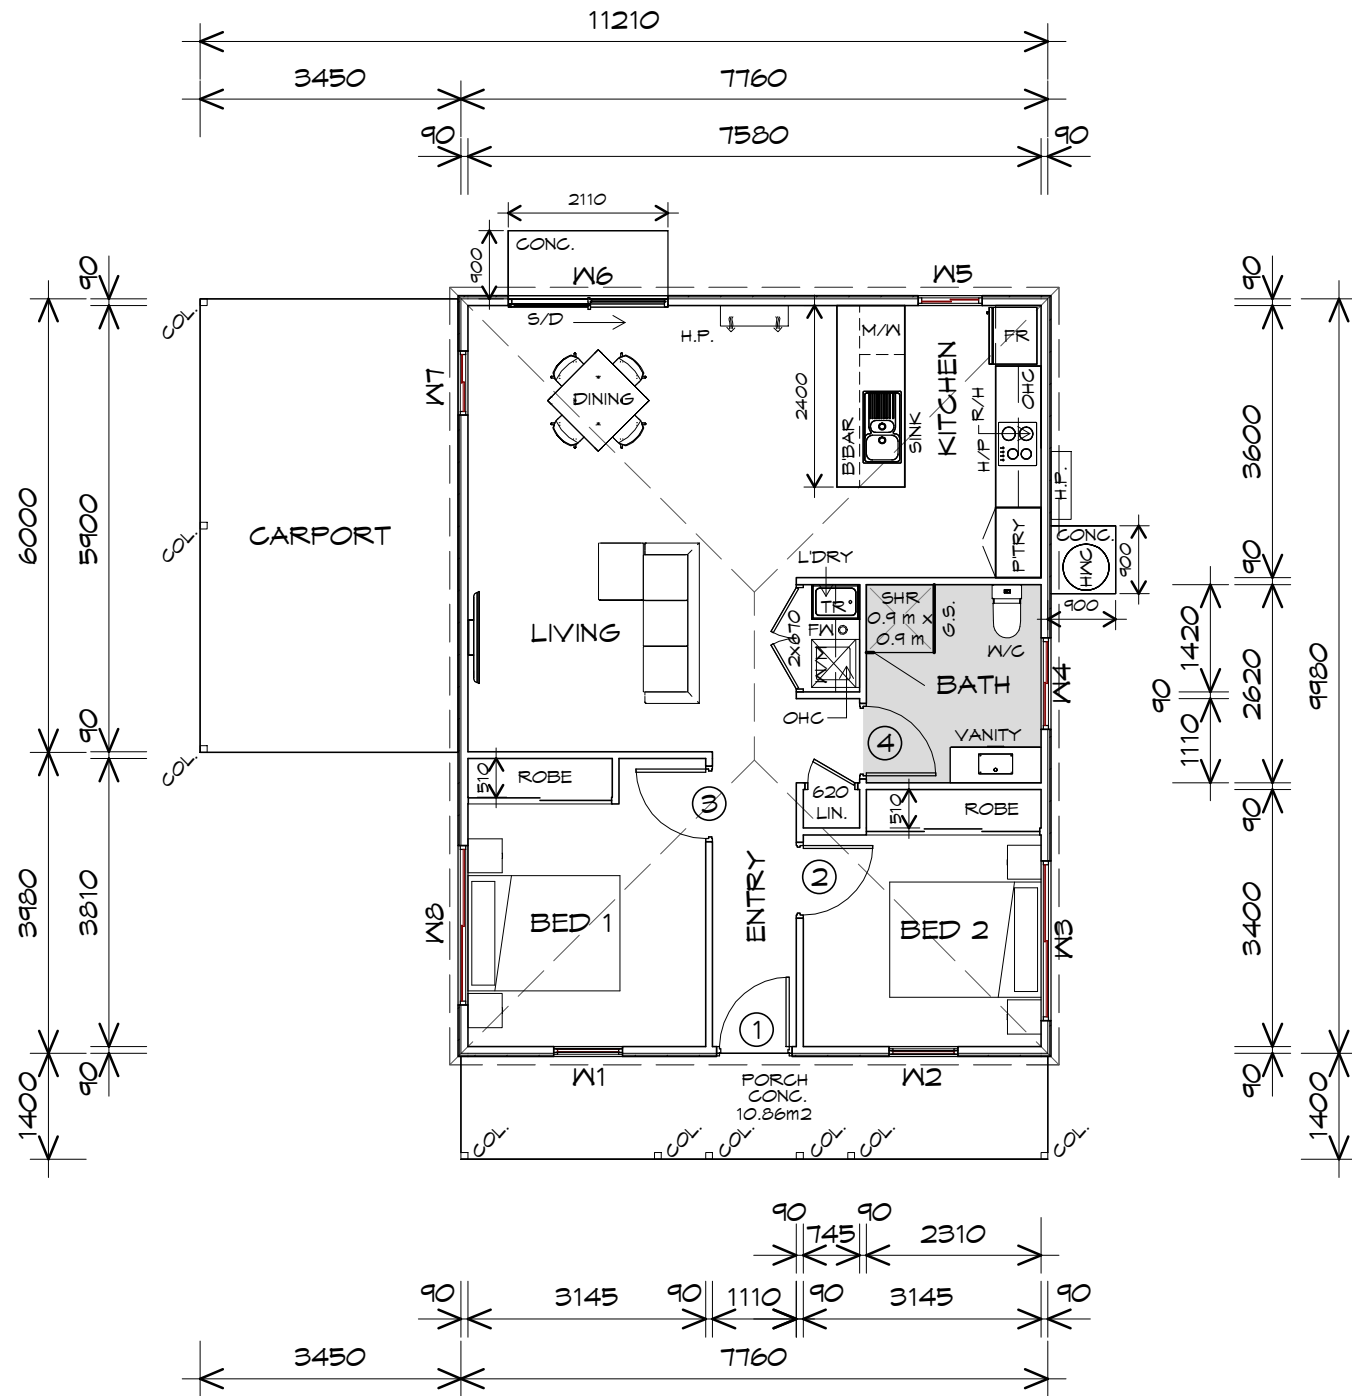 11210
3450 7760
90 7580 90
2110
CONC.
900
W6 W5
S/D
H.P.
M/W
FR
90
90
COL.
W7
DINING
2400
KITCHEN
OHC
R/H
H/P
B'BAR
SINK
3600
6000
5900
CARPORT
COL.
H.P.
P'TRY
CONC.
HWC
900
900
90
L'DRY
TR
SHR
0.9 m x
0.9 m
G.S.
FW
2x670
WM
W/C
LIVING
BATH
W4
1420
2620
9980
90
1110
OHC
4
VANITY
90
COL.
510
ROBE
3
620
LIN.
510
ROBE
90
3980
3810
W8
BED 1
ENTRY
2
BED 2
W3
3400
1
90
W1
PORCH
CONC.
10.86m2
W2
90
1400
1400
COL. COL. COL. COL. COL. COL.
90 745 90 2310
90 3145 90 1110 90 3145 90
3450 7760